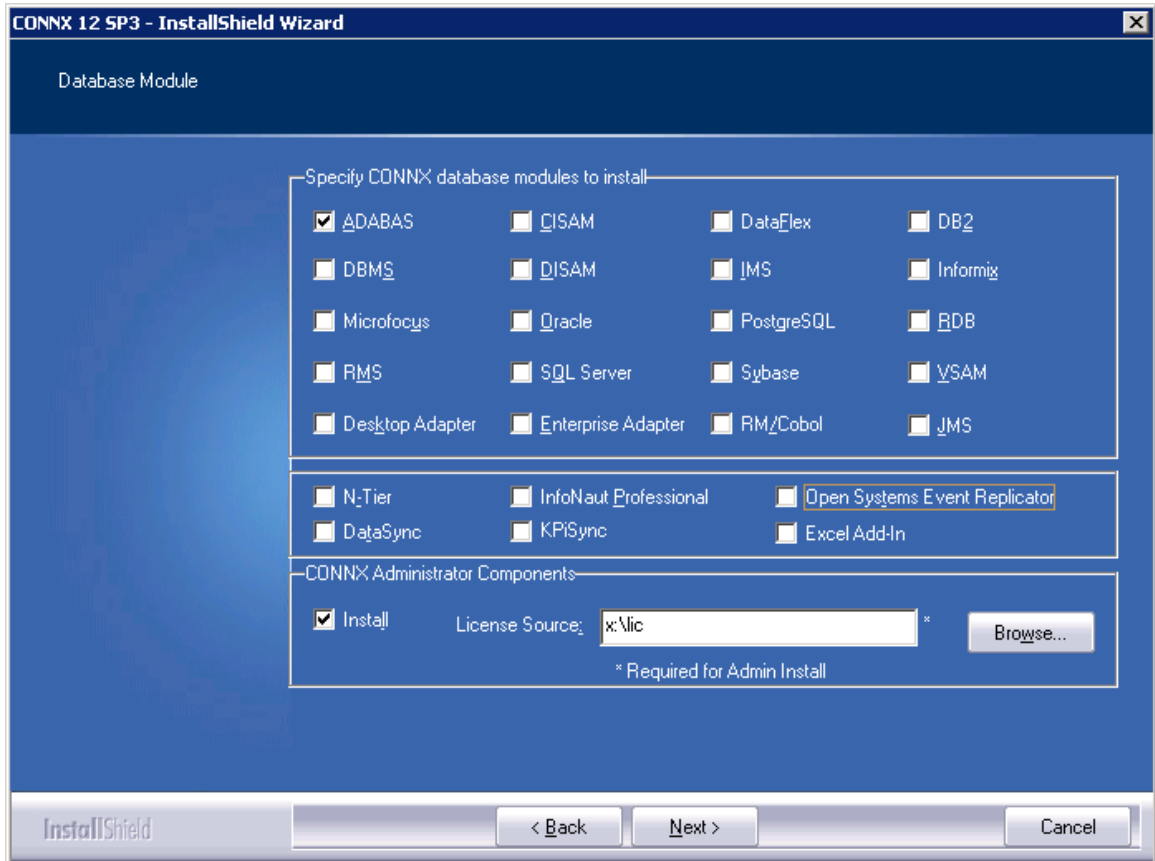 CONNX 12 SP3 - InstallShield Wizard
Database Module
Specify CONNX database modules to install
ADABAS CISAM DataFlex DB2
DBMS DISAM IMS Informix
Microfocus Oracle PostgreSQL RDB
RMS SQL Server Sybase VSAM
Desktop Adapter Enterprise Adapter RM/Cobol JMS
N-Tier InfoNaut Professional Open Systems Event Replicator
DataSync KPiSync Excel Add-In
CONNX Administrator Components
Install License Source: x:\lic * Browse...
* Required for Admin Install
InstallShield < Back Next > Cancel